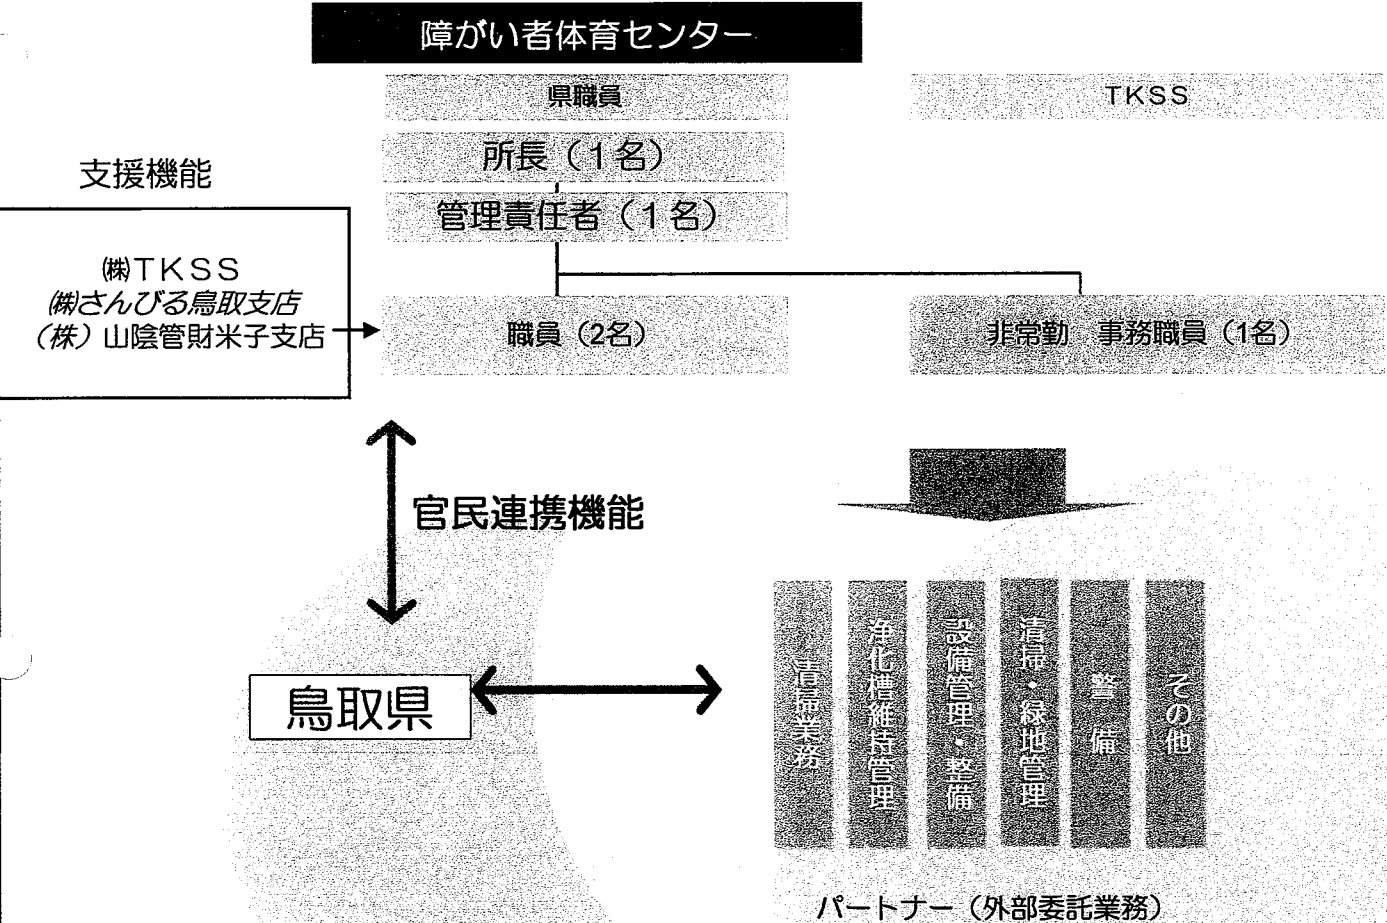 障がい者体育センター
県職員
TKSS
所長（1名）
管理責任者（1名）
支援機能
㈱TKSS
㈱さんびる鳥取支店
（株）山陰管財米子支店
職員（2名）
非常勤　事務職員（1名）
官民連携機能
鳥取県
清掃業務
浄化槽維持管理
設備管理・整備
清掃・緑地管理
警備
その他
パートナー（外部委託業務）